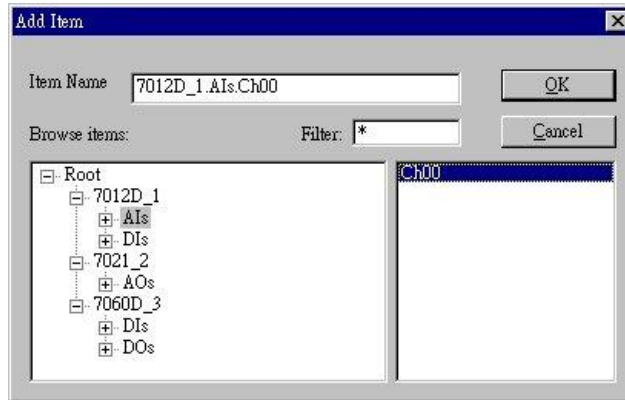 Add Item
Item Name 7012D_1.AIs.Ch00 OK
Browse items: Filter: * Cancel
Root
7012D_1
AIs
DIs
7021_2
AOs
7060D_3
DIs
DOs
Ch00